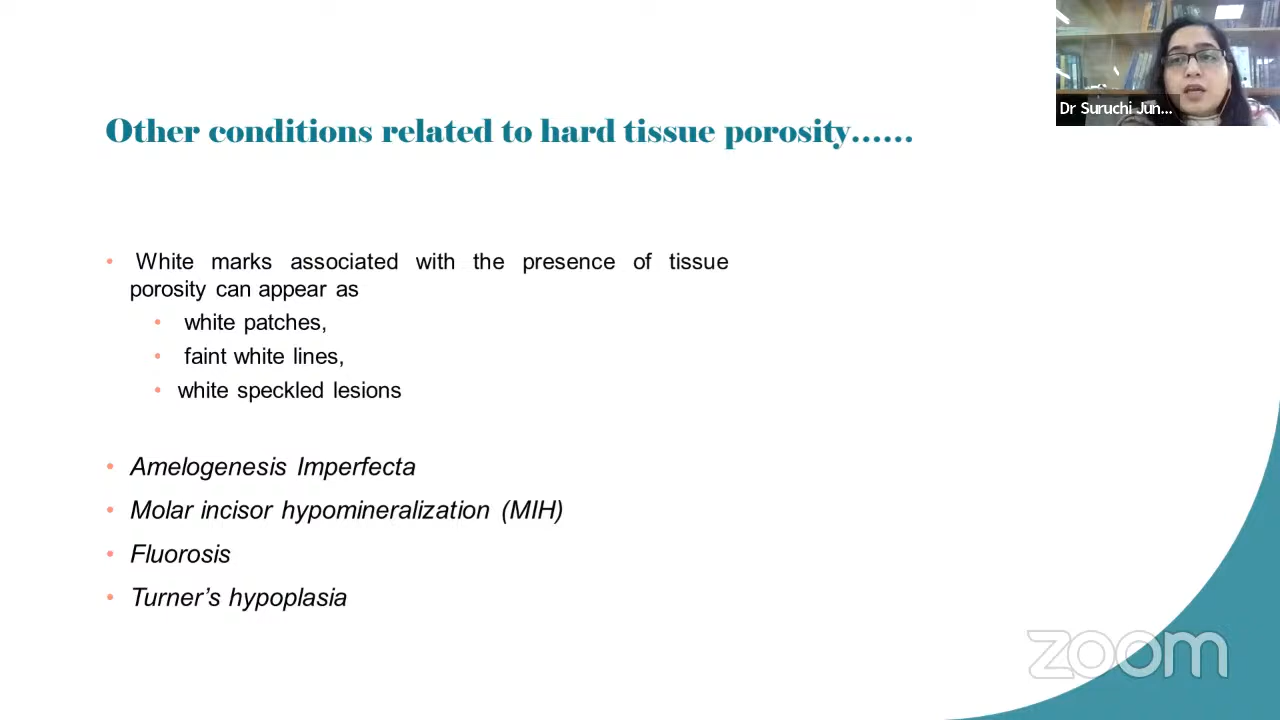 Dr Suruchi Jun...
Other conditions related to hard tissue porosity......
• White marks associated with the presence of tissue
porosity can appear as
• white patches,
• faint white lines,
• white speckled lesions
• Amelogenesis Imperfecta
• Molar incisor hypomineralization (MIH)
• Fluorosis
• Turner’s hypoplasia
zoom